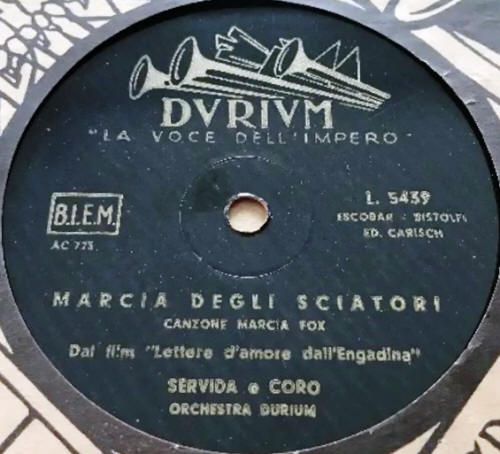 DVRIVM
"LA VOCE DELL'IMPERO"
B.I.E.M.
AC 773
L. 5439
ESCOBAR - BISTOLFI
ED. CARISCH
MARCIA DEGLI SCIATORI
CANZONE MARCIA FOX
Dal film "Lettere d'amore dall'Engadina"
SERVIDA e CORO
ORCHESTRA DURIUM